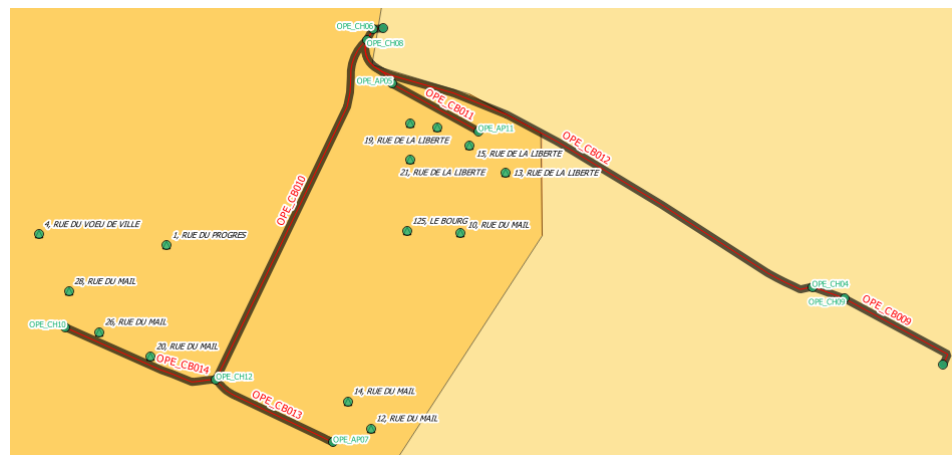 OPE_CH06
OPE_CH08
OPE_AP05
OPE_CB011
OPE_AP11
OPE_CB012
19, RUE DE LA LIBERTE
15, RUE DE LA LIBERTE
21, RUE DE LA LIBERTE
13, RUE DE LA LIBERTE
OPE_CB010
4, RUE DU VOEU DE VILLE
1, RUE DU PROGRES
125, LE BOURG
10, RUE DU MAIL
28, RUE DU MAIL
OPE_CH04
OPE_CH09
OPE_CB009
OPE_CH10
26, RUE DU MAIL
20, RUE DU MAIL
OPE_CB014
OPE_CH12
14, RUE DU MAIL
OPE_CB013
12, RUE DU MAIL
OPE_AP07